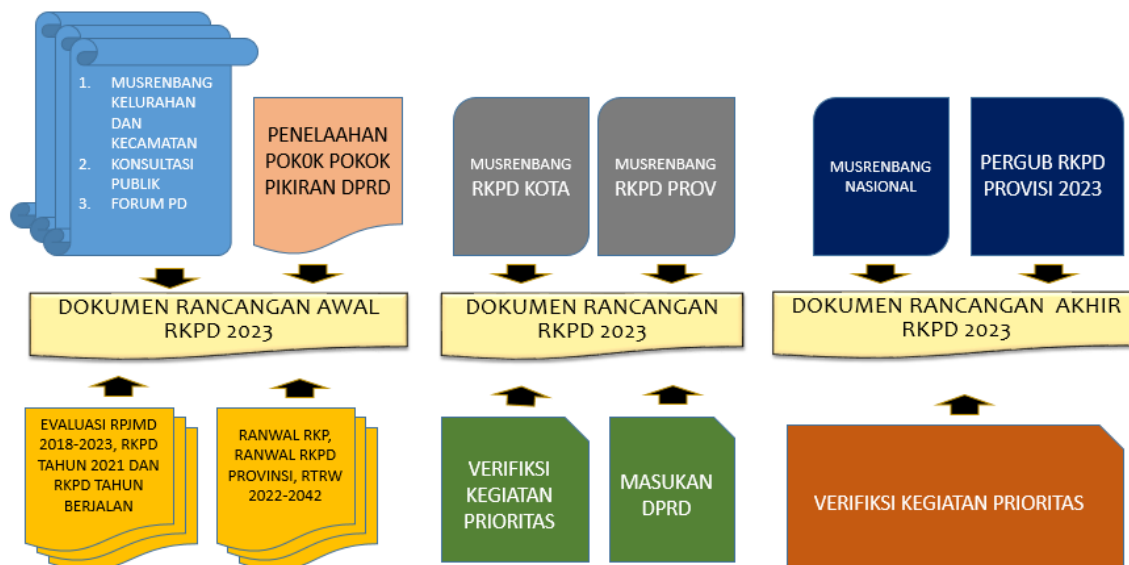 1. MUSRENBANG
KELURAHAN
DAN
KECAMATAN
2. KONSULTASI
PUBLIK
3. FORUM PD
PENELAAHAN
POK0K POKOK
PIKIRAN DPRD
MUSRENBANG
RKPD KOTA
MUSRENBANG
RKPD PROV
MUSRENBANG
NASIONAL
PERGUB RKPD
PROVISI 2023
DOKUMEN RANCANGAN AWAL
RKPD 2023
DOKUMEN RANCANGAN
RKPD 2023
DOKUMEN RANCANGAN AKHIR
RKPD 2023
EVALUASI RPJMD
2018-2023, RKPD
TAHUN 2021 DAN
RKPD TAHUN
BERJALAN
RANWAL RKP,
RANWAL RKPD
PROVINSI, RTRW
2022-2042
VERIFIKSI
KEGIATAN
PRIORITAS
MASUKAN
DPRD
VERIFIKSI KEGIATAN PRIORITAS